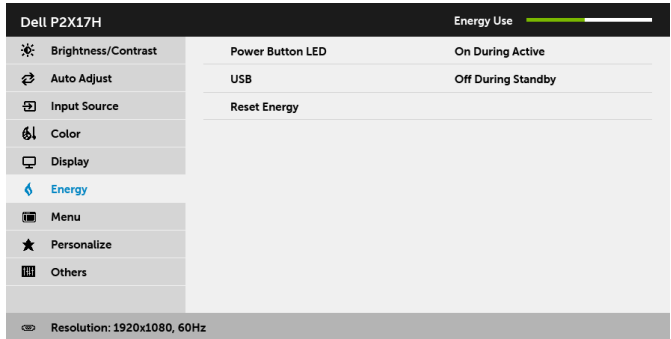 Dell P2X17H Energy Use
Brightness/Contrast Power Button LED On During Active
Auto Adjust USB Off During Standby
Input Source Reset Energy
Color
Display
Energy
Menu
Personalize
Others
Resolution: 1920x1080, 60Hz